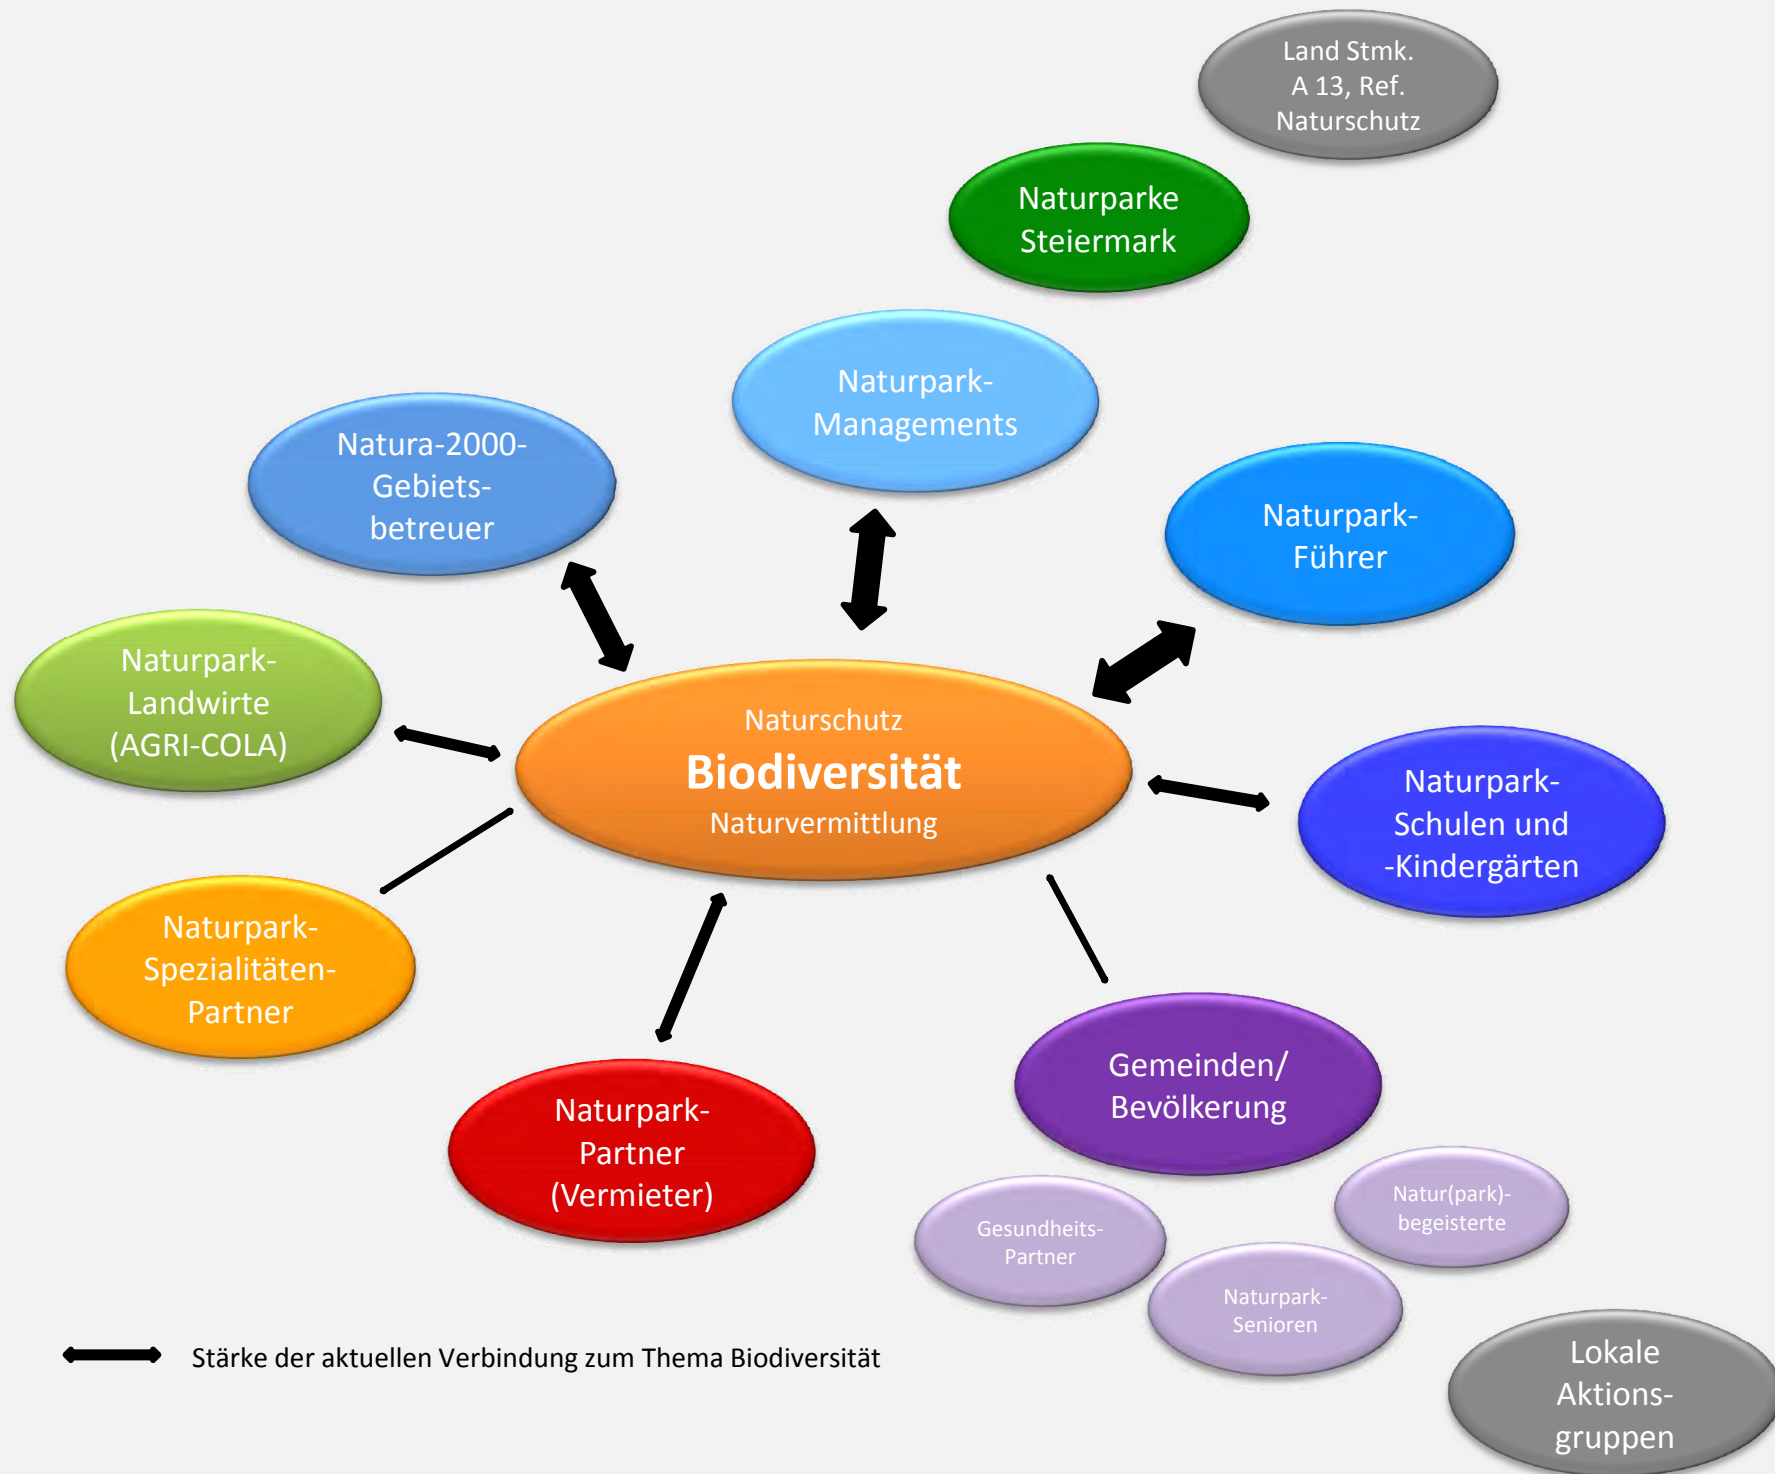 Land Stmk.
A 13, Ref.
Naturschutz
Naturparke
Steiermark
Naturpark-
Managements
Natura-2000-
Gebiets-
betreuer
Naturpark-
Führer
Naturpark-
Landwirte
(AGRI-COLA)
Naturschutz
Biodiversität
Naturvermittlung
Naturpark-
Schulen und
-Kindergärten
Naturpark-
Spezialitäten-
Partner
Naturpark-
Partner
(Vermieter)
Gemeinden/
Bevölkerung
Gesundheits-
Partner
Natur(park)-
begeisterte
Naturpark-
Senioren
Stärke der aktuellen Verbindung zum Thema Biodiversität
Lokale
Aktions-
gruppen